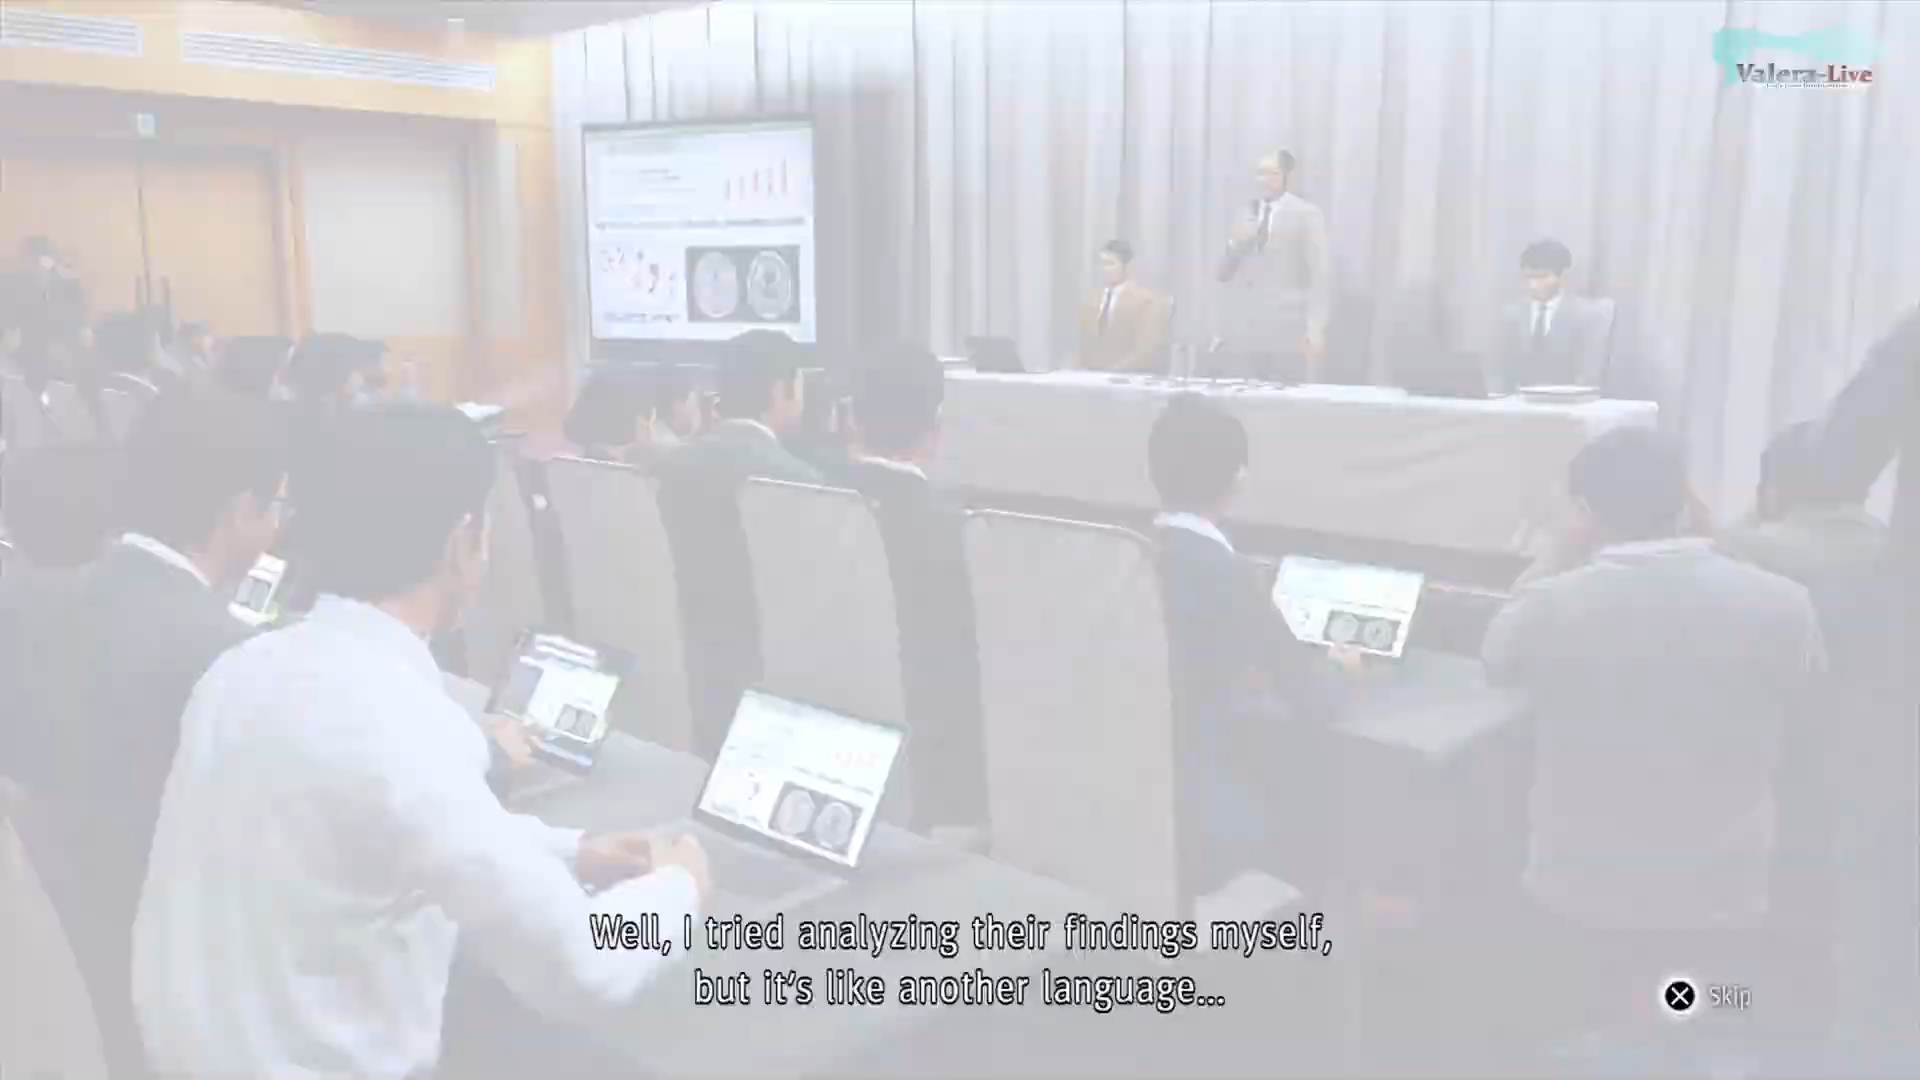 Valera-Live
Well, I tried analyzing their findings myself,
but it's like another language...
Skip